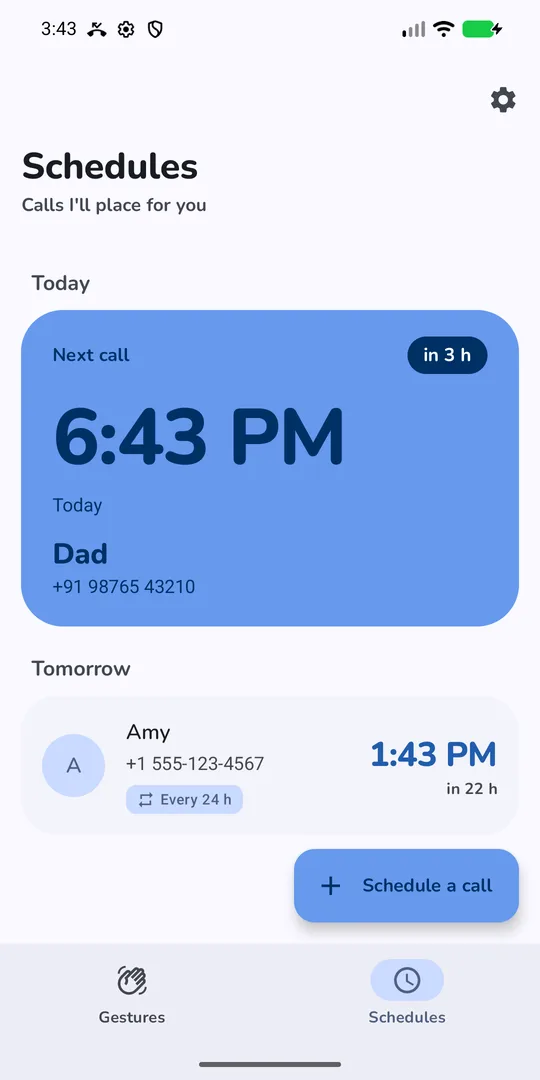 3:43
Schedules
Calls I'll place for you
Today
Next call
in 3 h
6:43 PM
Today
Dad
+91 98765 43210
Tomorrow
A
Amy
+1 555-123-4567
Every 24 h
1:43 PM
in 22 h
Schedule a call
Gestures
Schedules